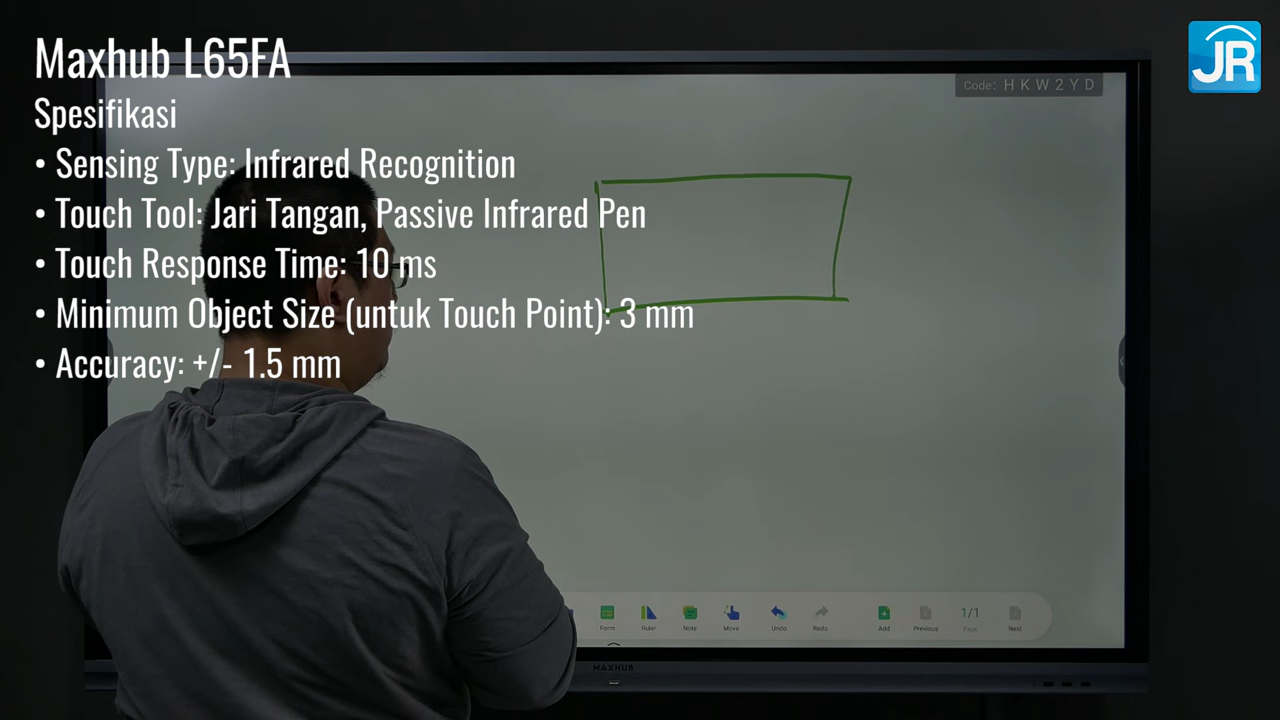 Maxhub L65FA
Spesifikasi
• Sensing Type: Infrared Recognition
• Touch Tool: Jari Tangan, Passive Infrared Pen
• Touch Response Time: 10 ms
• Minimum Object Size (untuk Touch Point): 3 mm
• Accuracy: +/- 1.5 mm
JR
Code: HKW2YD
Form Ruler Note Move Undo Redo Add Previous 1/1 Page Next
MAXHUB